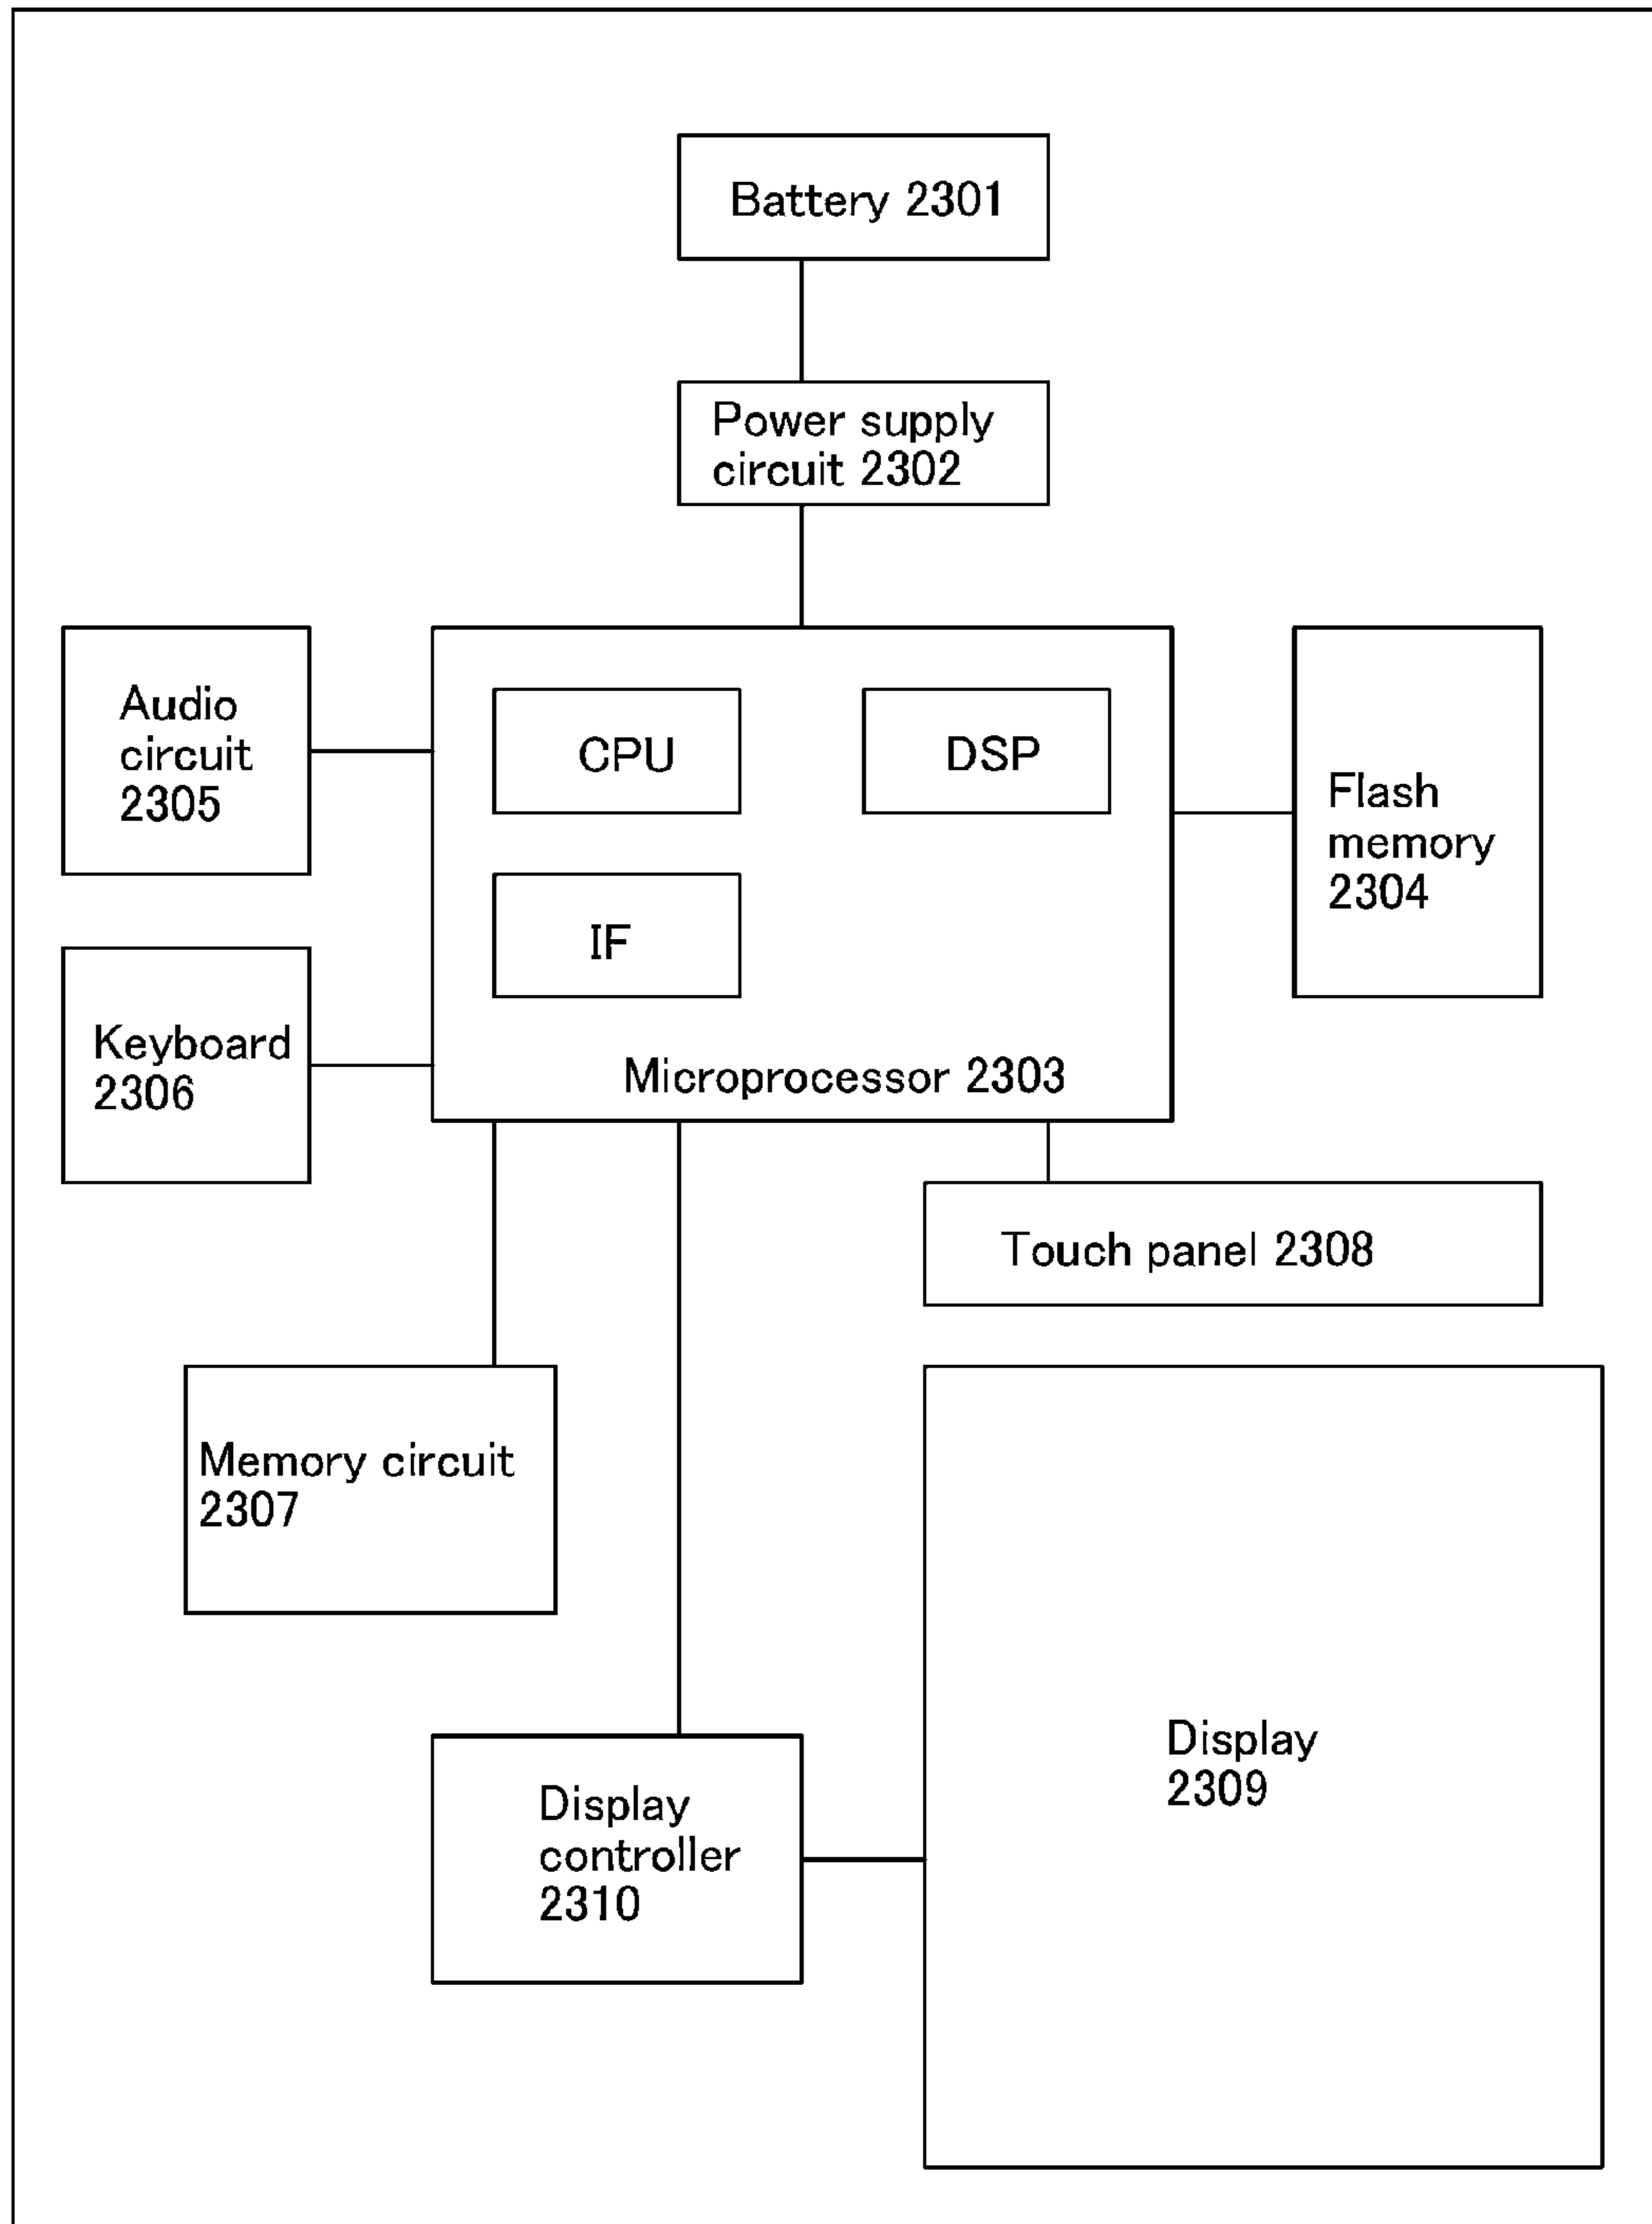 Battery 2301
Power supply
circuit 2302
Audio
circuit
2305
CPU
DSP
IF
Microprocessor 2303
Flash
memory
2304
Keyboard
2306
Touch panel 2308
Memory circuit
2307
Display
controller
2310
Display
2309